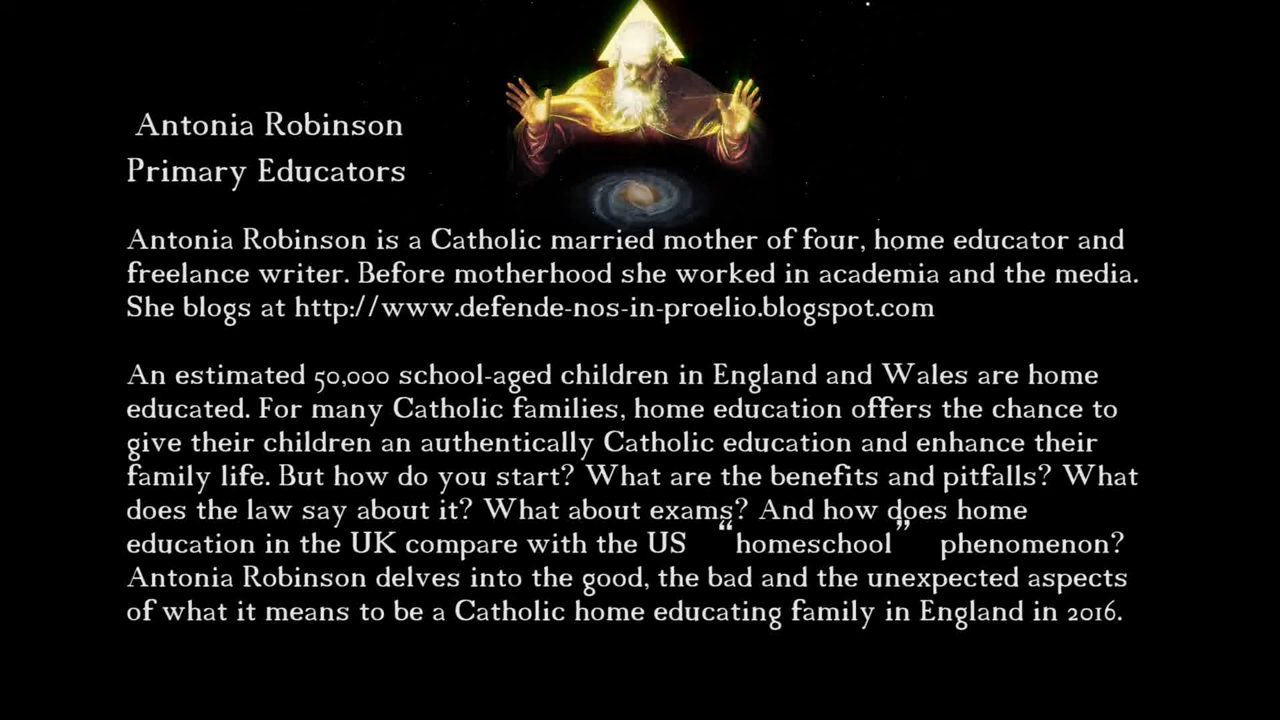 Antonia Robinson
Primary Educators
Antonia Robinson is a Catholic married mother of four, home educator and
freelance writer. Before motherhood she worked in academia and the media.
She blogs at http://www.defende-nos-in-proelio.blogspot.com
An estimated 50,000 school-aged children in England and Wales are home
educated. For many Catholic families, home education offers the chance to
give their children an authentically Catholic education and enhance their
family life. But how do you start? What are the benefits and pitfalls? What
does the law say about it? What about exams? And how does home
education in the UK compare with the US “homeschool” phenomenon?
Antonia Robinson delves into the good, the bad and the unexpected aspects
of what it means to be a Catholic home educating family in England in 2016.